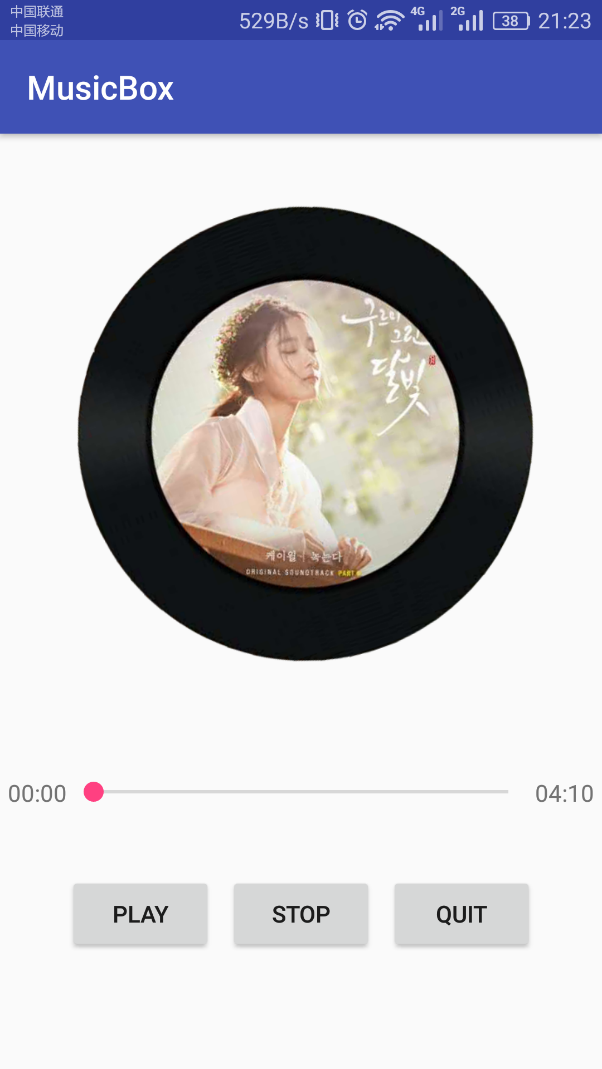 中国联通
中国移动
529B/s 4G 2G 38 21:23
MusicBox
구르미
그린
달빛
케이윌 | 녹는다
ORIGINAL SOUNDTRACK PART
00:00 04:10
PLAY STOP QUIT